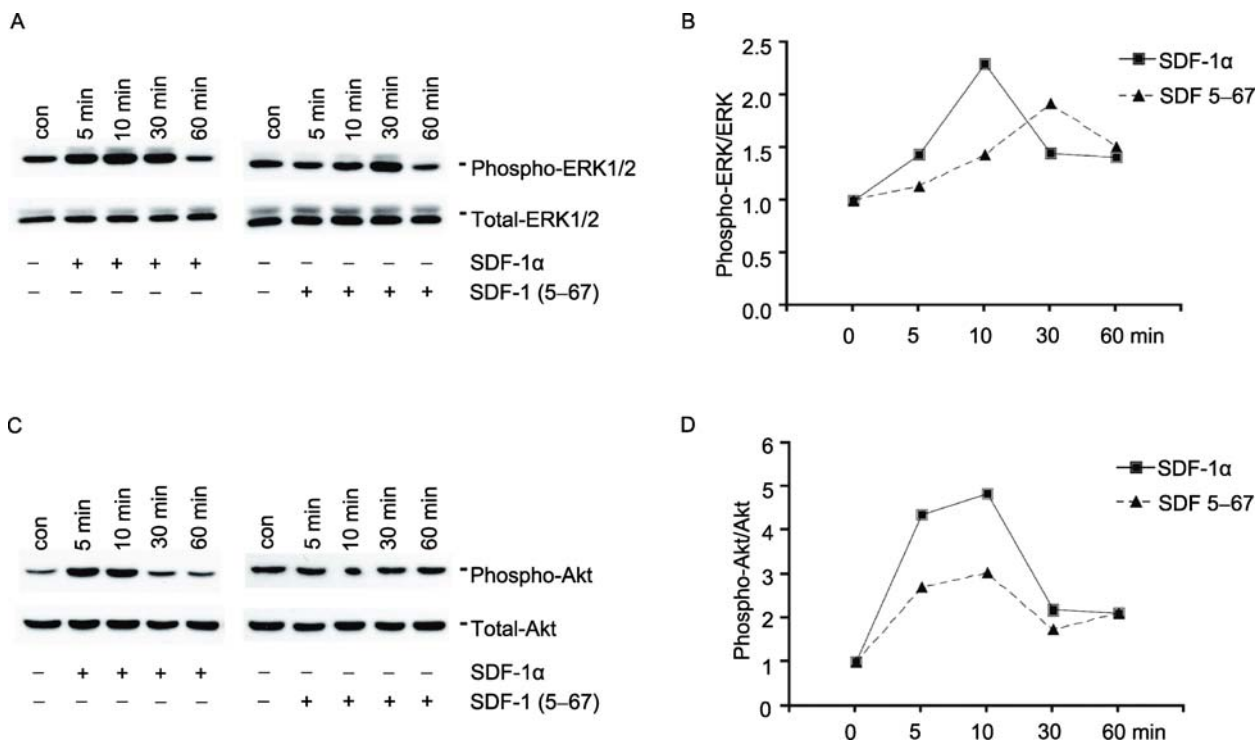 A
con 5 min 10 min 30 min 60 min con 5 min 10 min 30 min 60 min
Phospho-ERK1/2
Total-ERK1/2
– + + + + – – – – – SDF-1α
– – – – – – + + + + SDF-1 (5–67)
B
Phospho-ERK/ERK
2.5
2.0
1.5
1.0
0.5
0.0
0 5 10 30 60 min
SDF-1α
SDF 5–67
C
con 5 min 10 min 30 min 60 min con 5 min 10 min 30 min 60 min
Phospho-Akt
Total-Akt
– + + + + – – – – – SDF-1α
– – – – – – + + + + SDF-1 (5–67)
D
Phospho-Akt/Akt
6
5
4
3
2
1
0
0 5 10 30 60 min
SDF-1α
SDF 5–67